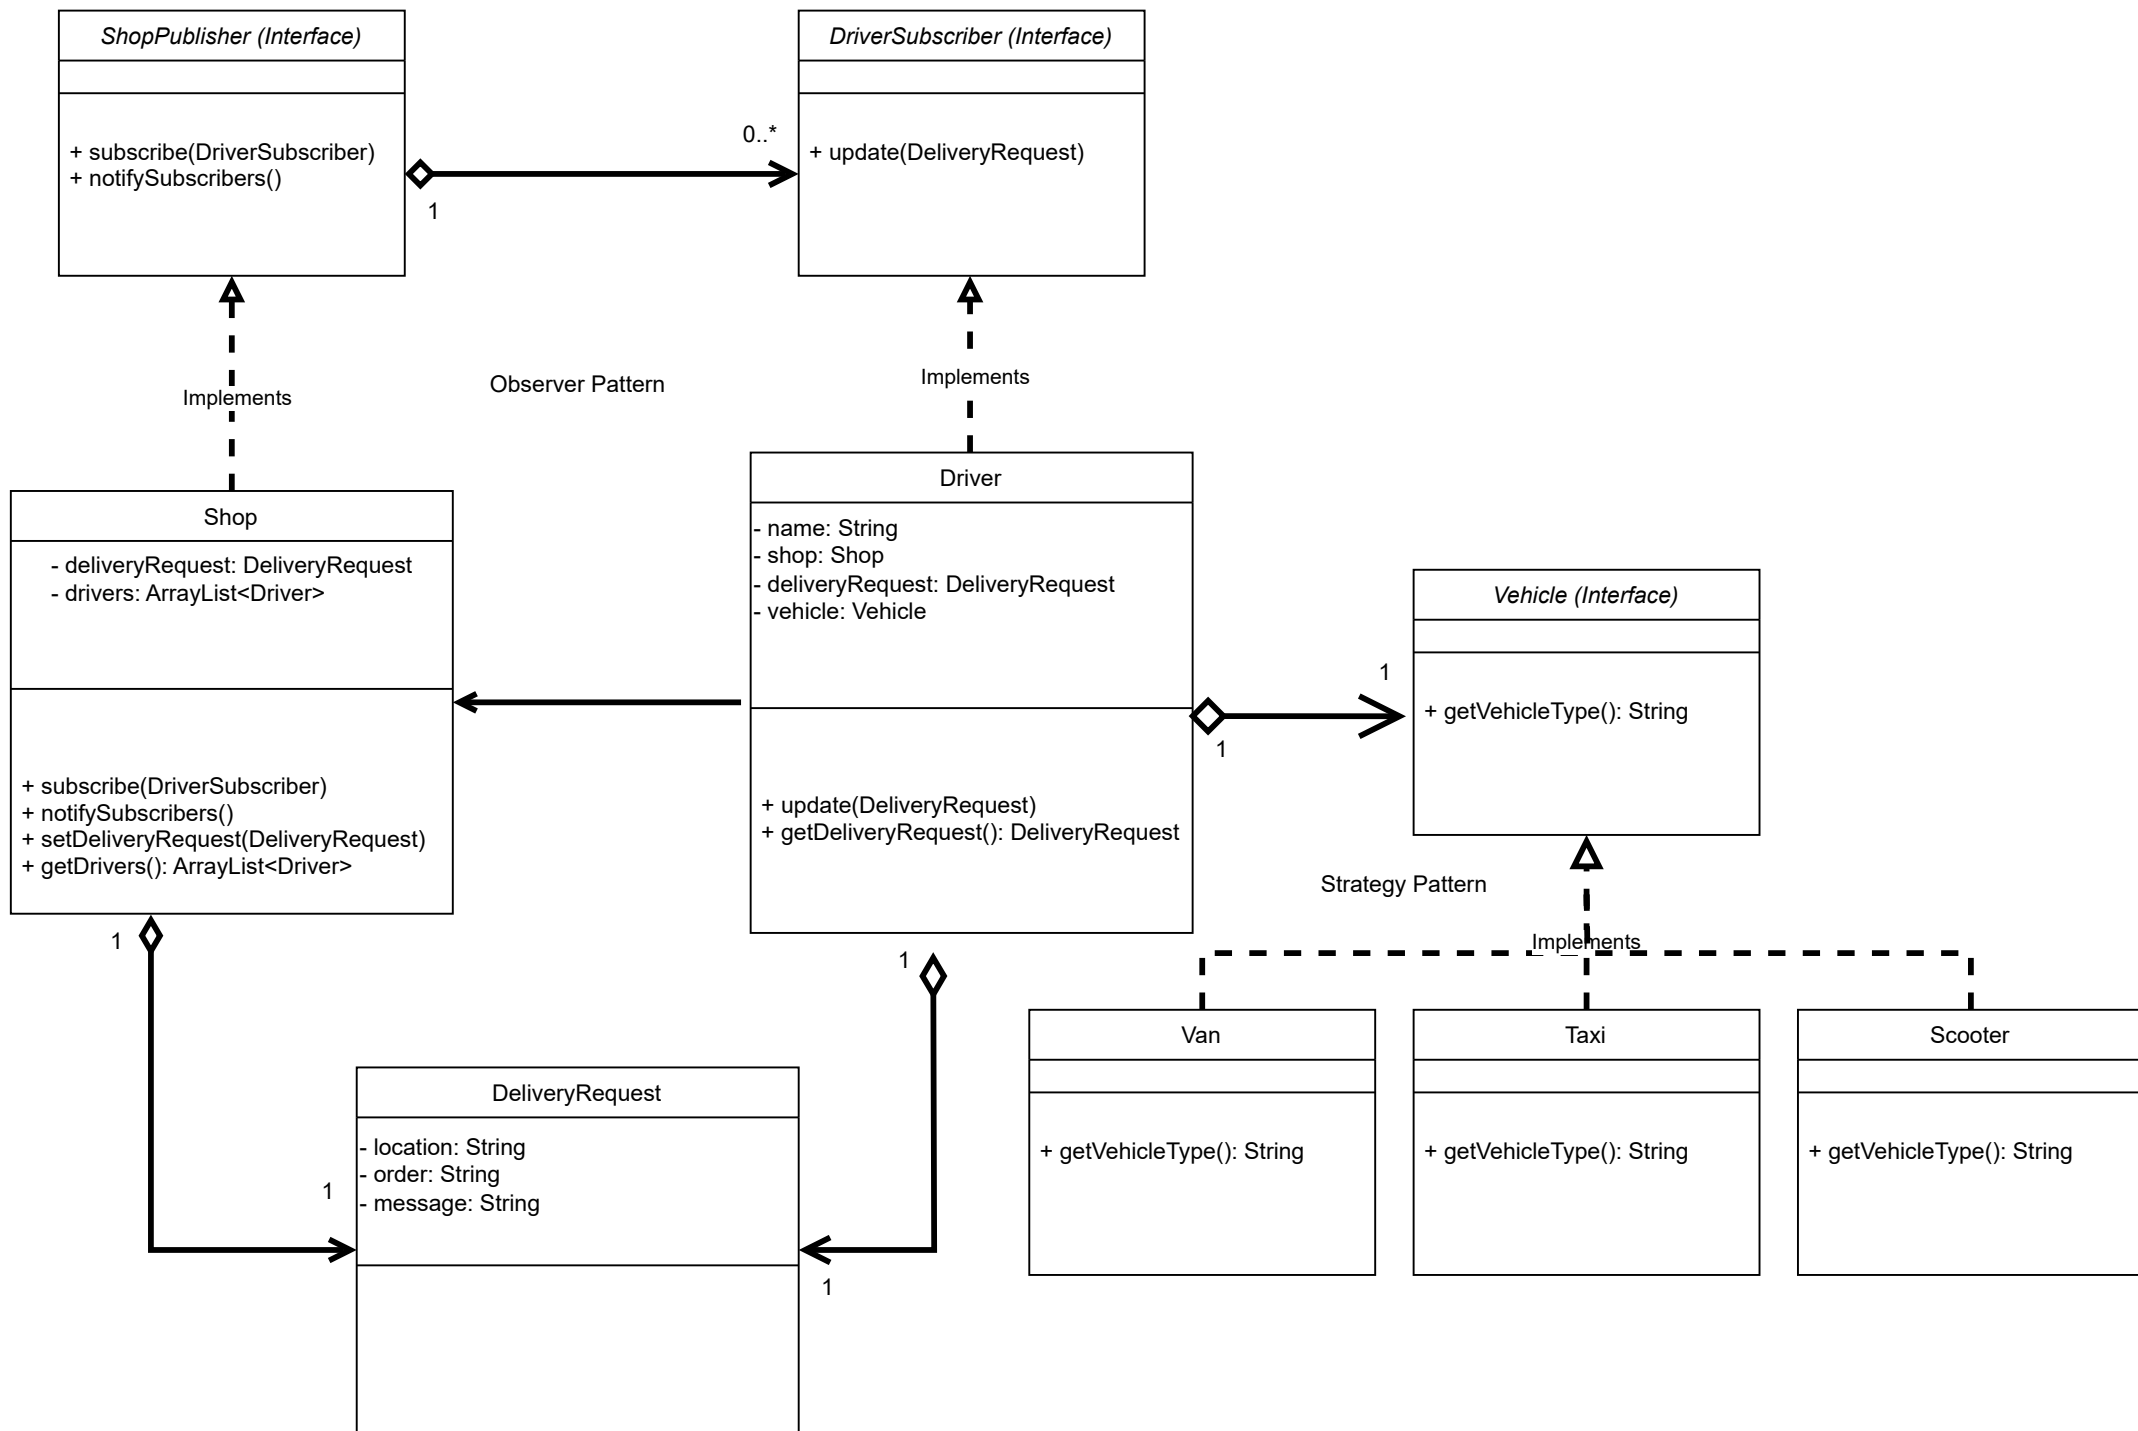 ShopPublisher (Interface)
+ subscribe(DriverSubscriber)
+ notifySubscribers()
1
0..*
DriverSubscriber (Interface)
+ update(DeliveryRequest)
Implements
Observer Pattern
Implements
Shop
- deliveryRequest: DeliveryRequest
- drivers: ArrayList<Driver>
+ subscribe(DriverSubscriber)
+ notifySubscribers()
+ setDeliveryRequest(DeliveryRequest)
+ getDrivers(): ArrayList<Driver>
Driver
- name: String
- shop: Shop
- deliveryRequest: DeliveryRequest
- vehicle: Vehicle
+ update(DeliveryRequest)
+ getDeliveryRequest(): DeliveryRequest
1
1
Vehicle (Interface)
+ getVehicleType(): String
Strategy Pattern
Implements
1
1
1
1
DeliveryRequest
- location: String
- order: String
- message: String
Van
+ getVehicleType(): String
Taxi
+ getVehicleType(): String
Scooter
+ getVehicleType(): String